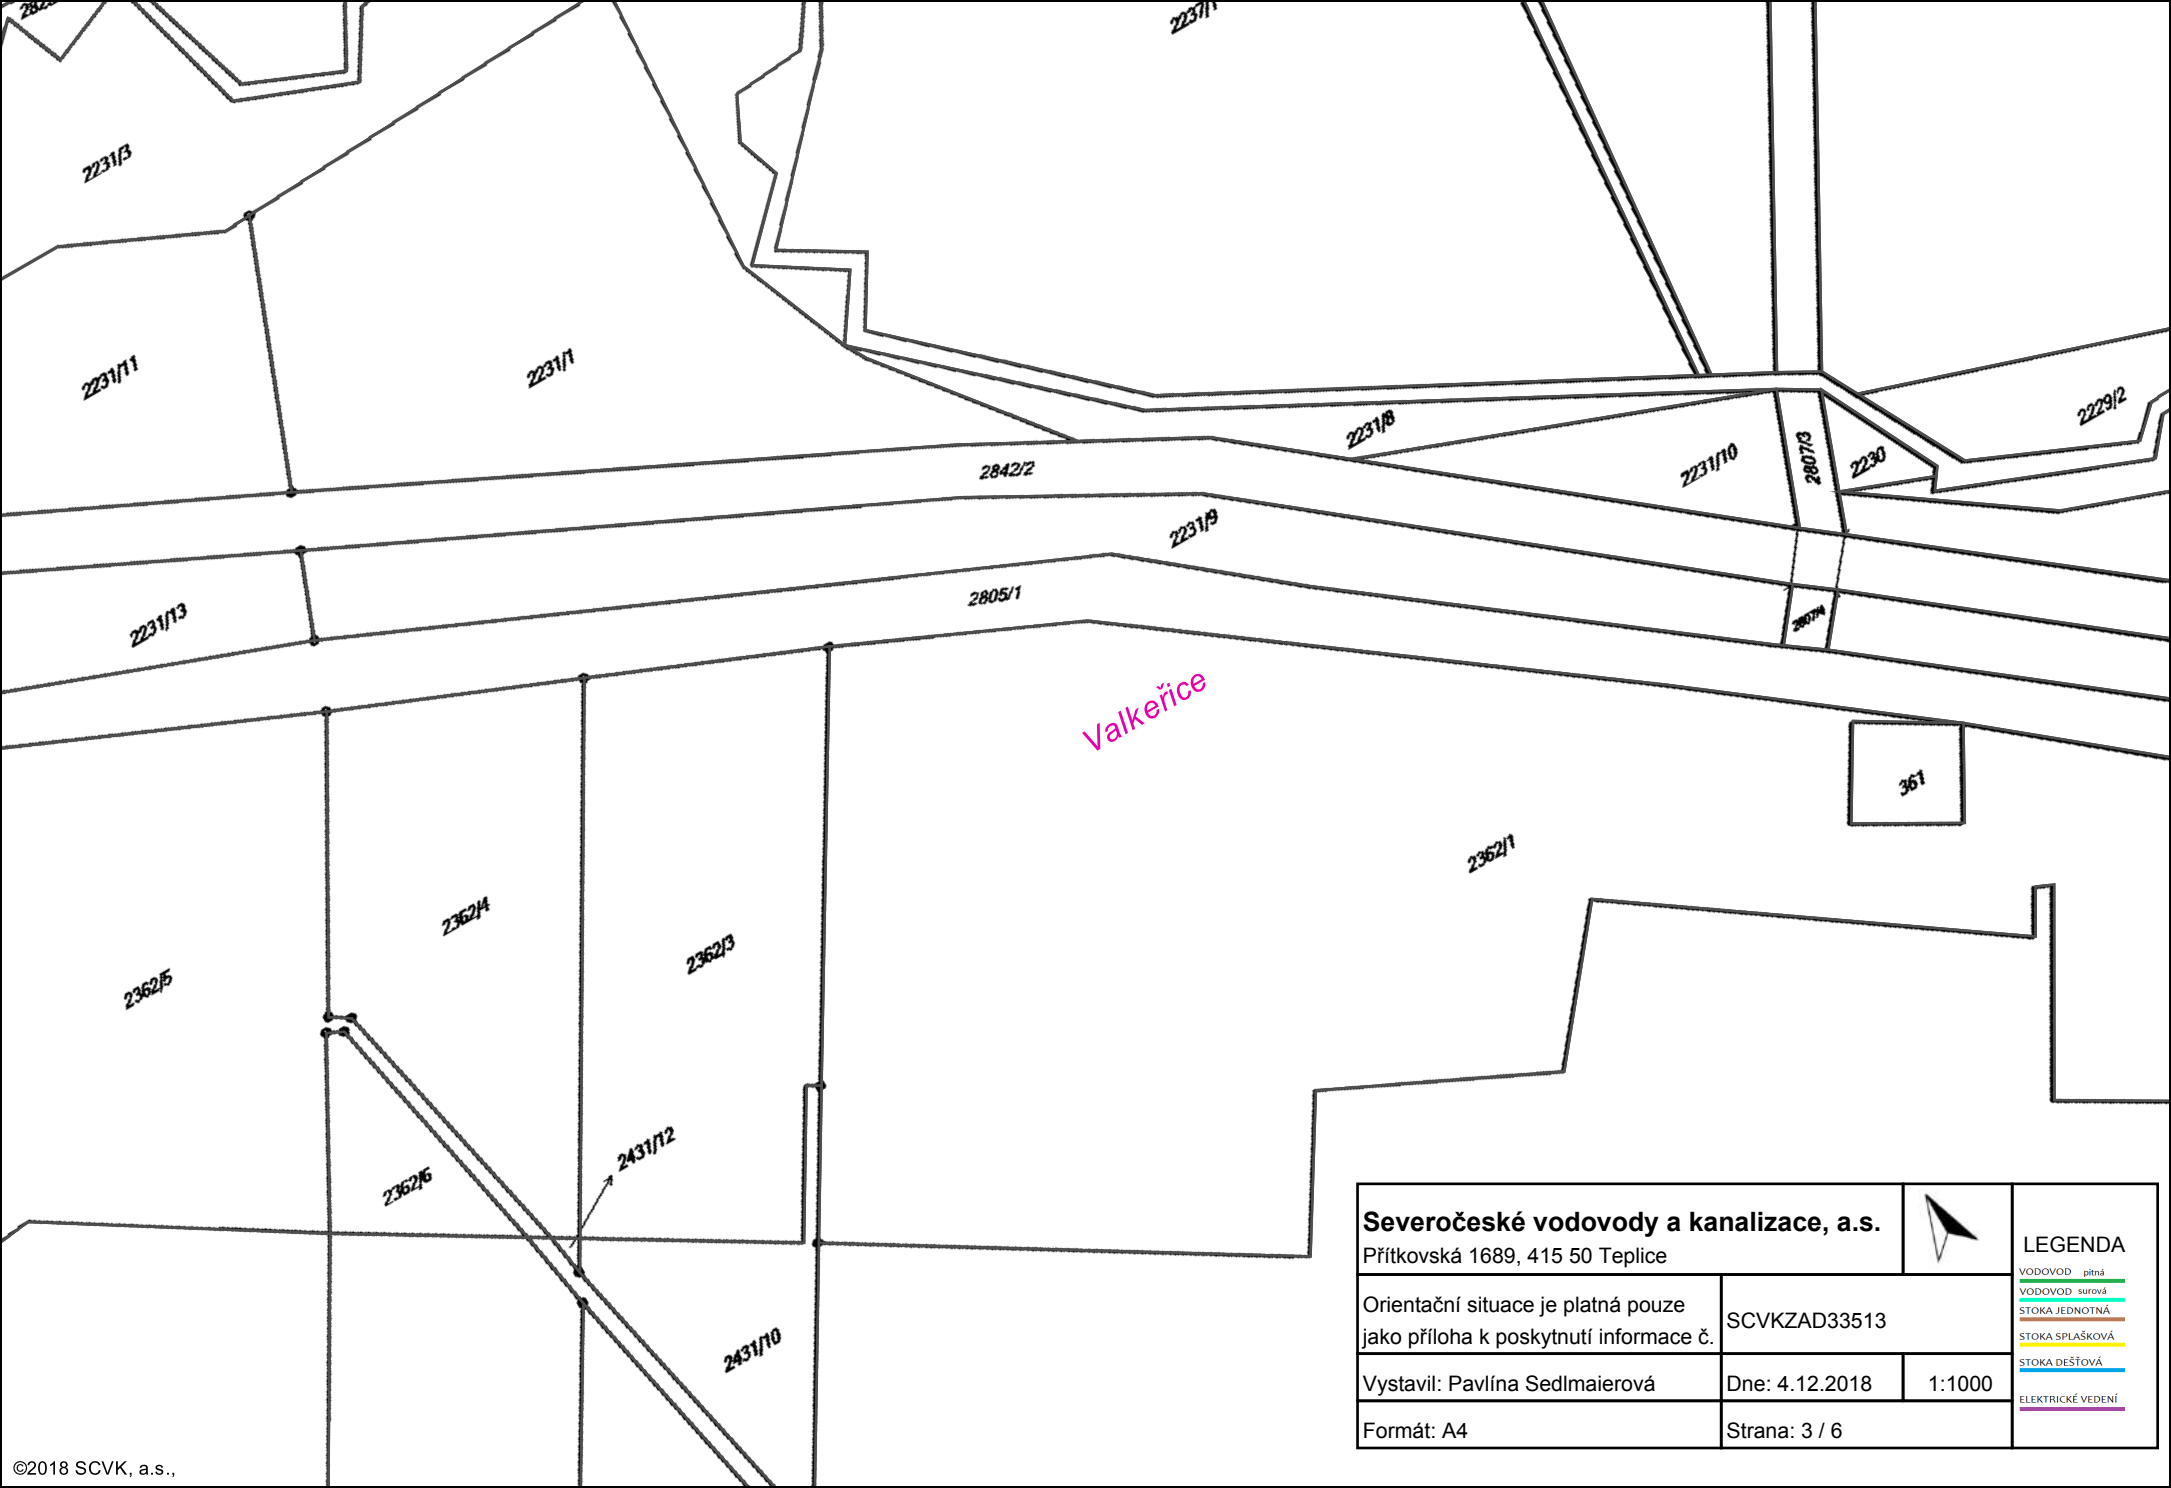 2237/1
2231/3
2231/11
2231/1
2231/8
2229/2
2231/10
2807/3
2230
2842/2
2231/9
2805/1
2231/13
2807/4
Valkeřice
361
2362/1
2362/4
2362/3
2362/5
2431/12
2362/6
2431/10
Severočeské vodovody a kanalizace, a.s.
Přítkovská 1689, 415 50 Teplice
Orientační situace je platná pouze
jako příloha k poskytnutí informace č.
SCVKZAD33513
Vystavil: Pavlína Sedlmaierová
Dne: 4.12.2018
1:1000
Formát: A4
Strana: 3 / 6
LEGENDA
VODOVOD pitná
VODOVOD surová
STOKA JEDNOTNÁ
STOKA SPLAŠKOVÁ
STOKA DEŠŤOVÁ
ELEKTRICKÉ VEDENÍ
©2018 SCVK, a.s.,